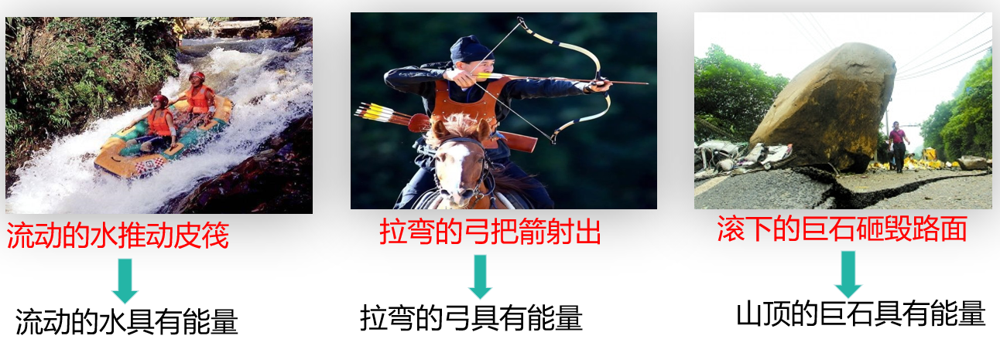 流动的水推动皮筏
拉弯的弓把箭射出
滚下的巨石砸毁路面
流动的水具有能量
拉弯的弓具有能量
山顶的巨石具有能量